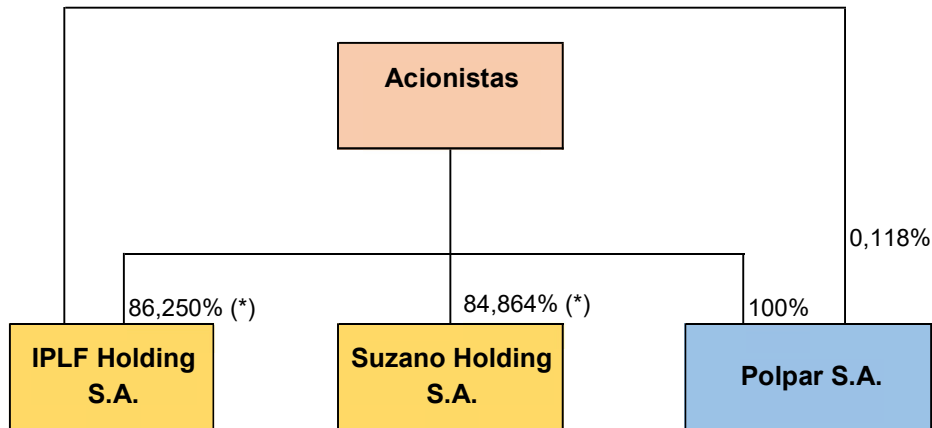 Acionistas
0,118%
86,250% (*)
84,864% (*)
100%
IPLF Holding
S.A.
Suzano Holding
S.A.
Polpar S.A.